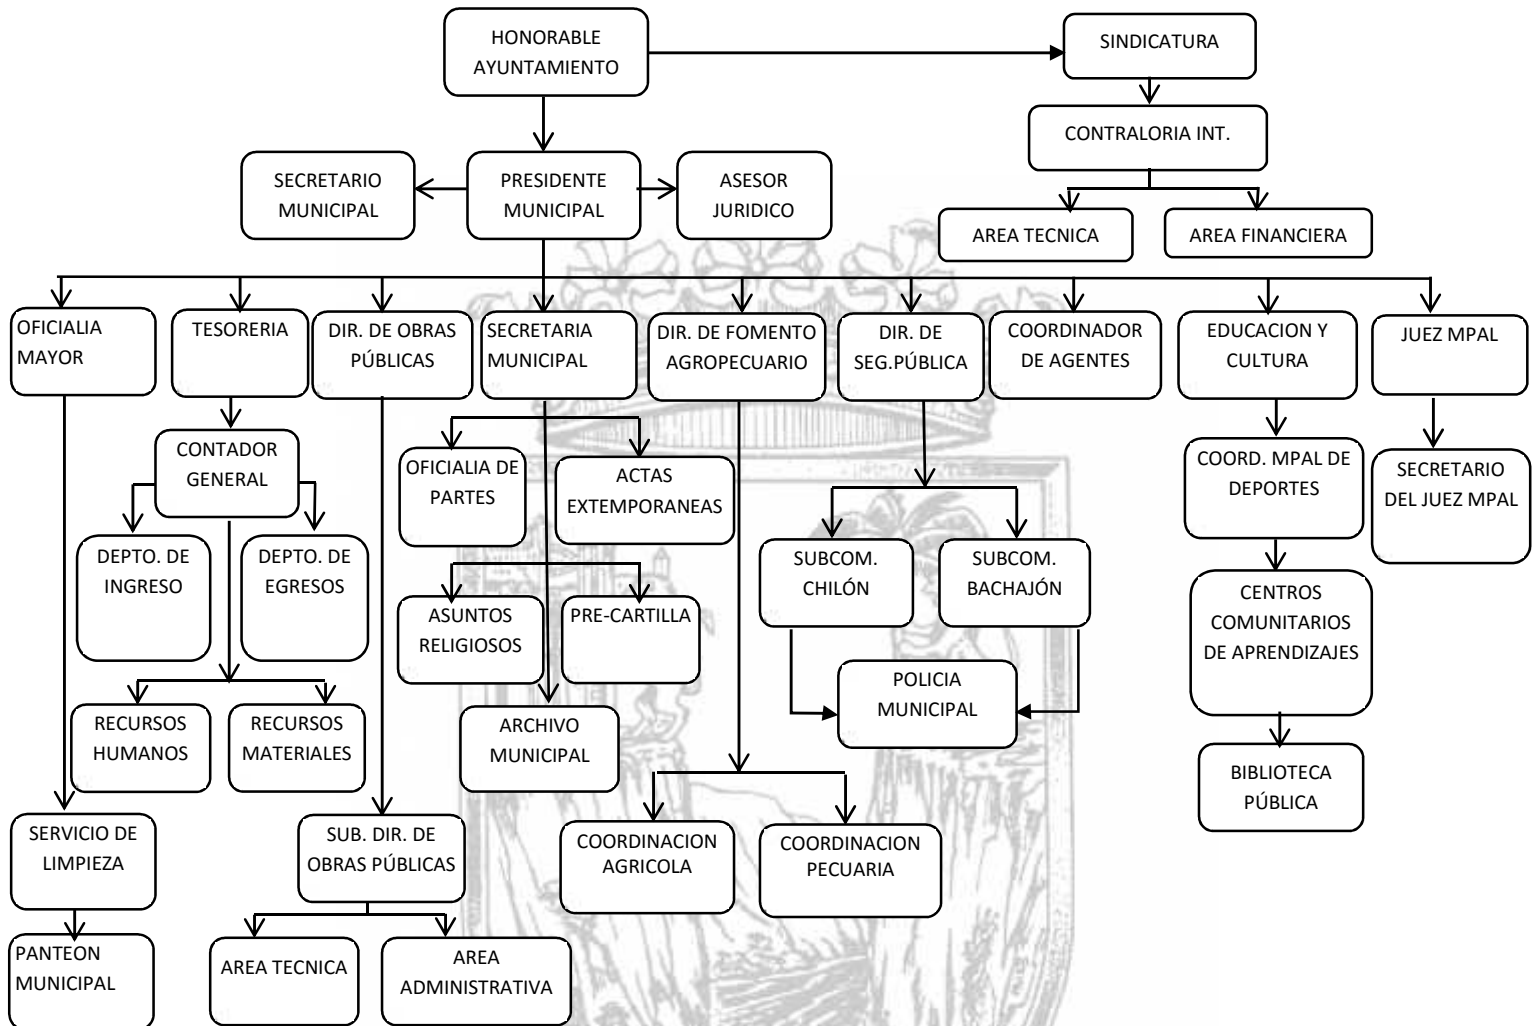 HONORABLE
AYUNTAMIENTO
SINDICATURA
CONTRALORIA INT.
SECRETARIO
MUNICIPAL
PRESIDENTE
MUNICIPAL
ASESOR
JURIDICO
AREA TECNICA
AREA FINANCIERA
OFICIALIA
MAYOR
TESORERIA
DIR. DE OBRAS
PÚBLICAS
SECRETARIA
MUNICIPAL
DIR. DE FOMENTO
AGROPECUARIO
DIR. DE
SEG.PÚBLICA
COORDINADOR
DE AGENTES
EDUCACION Y
CULTURA
JUEZ MPAL
CONTADOR
GENERAL
OFICIALIA DE
PARTES
ACTAS
EXTEMPORANEAS
COORD. MPAL DE
DEPORTES
SECRETARIO
DEL JUEZ MPAL
DEPTO. DE
INGRESO
DEPTO. DE
EGRESOS
SUBCOM.
CHILÓN
SUBCOM.
BACHAJÓN
ASUNTOS
RELIGIOSOS
PRE-CARTILLA
CENTROS
COMUNITARIOS
DE APRENDIZAJES
POLICIA
MUNICIPAL
RECURSOS
HUMANOS
RECURSOS
MATERIALES
ARCHIVO
MUNICIPAL
BIBLIOTECA
PÚBLICA
SERVICIO DE
LIMPIEZA
SUB. DIR. DE
OBRAS PÚBLICAS
COORDINACION
AGRICOLA
COORDINACION
PECUARIA
PANTEON
MUNICIPAL
AREA TECNICA
AREA
ADMINISTRATIVA